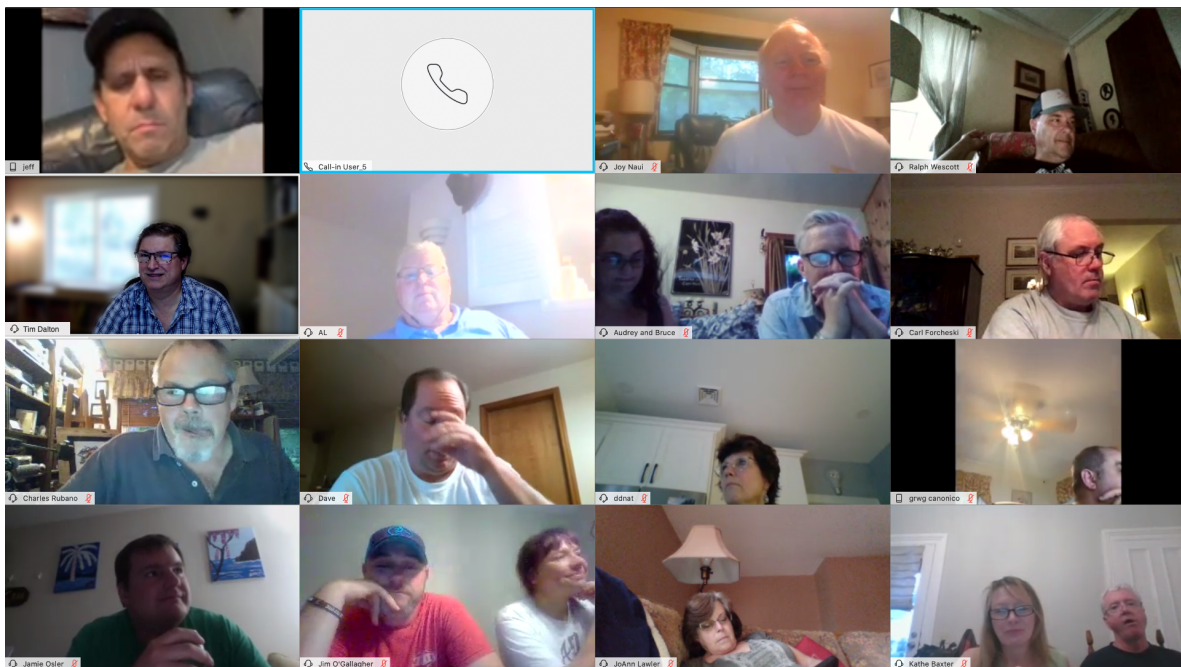 jeff
Call-in User_5
Joy Naui
Ralph Wescott
Tim Dalton
AL
Audrey and Bruce
Carl Forcheski
Charles Rubano
Dave
ddnat
grwg canonico
Jamie Osler
Jim O'Gallagher
JoAnn Lawler
Kathe Baxter